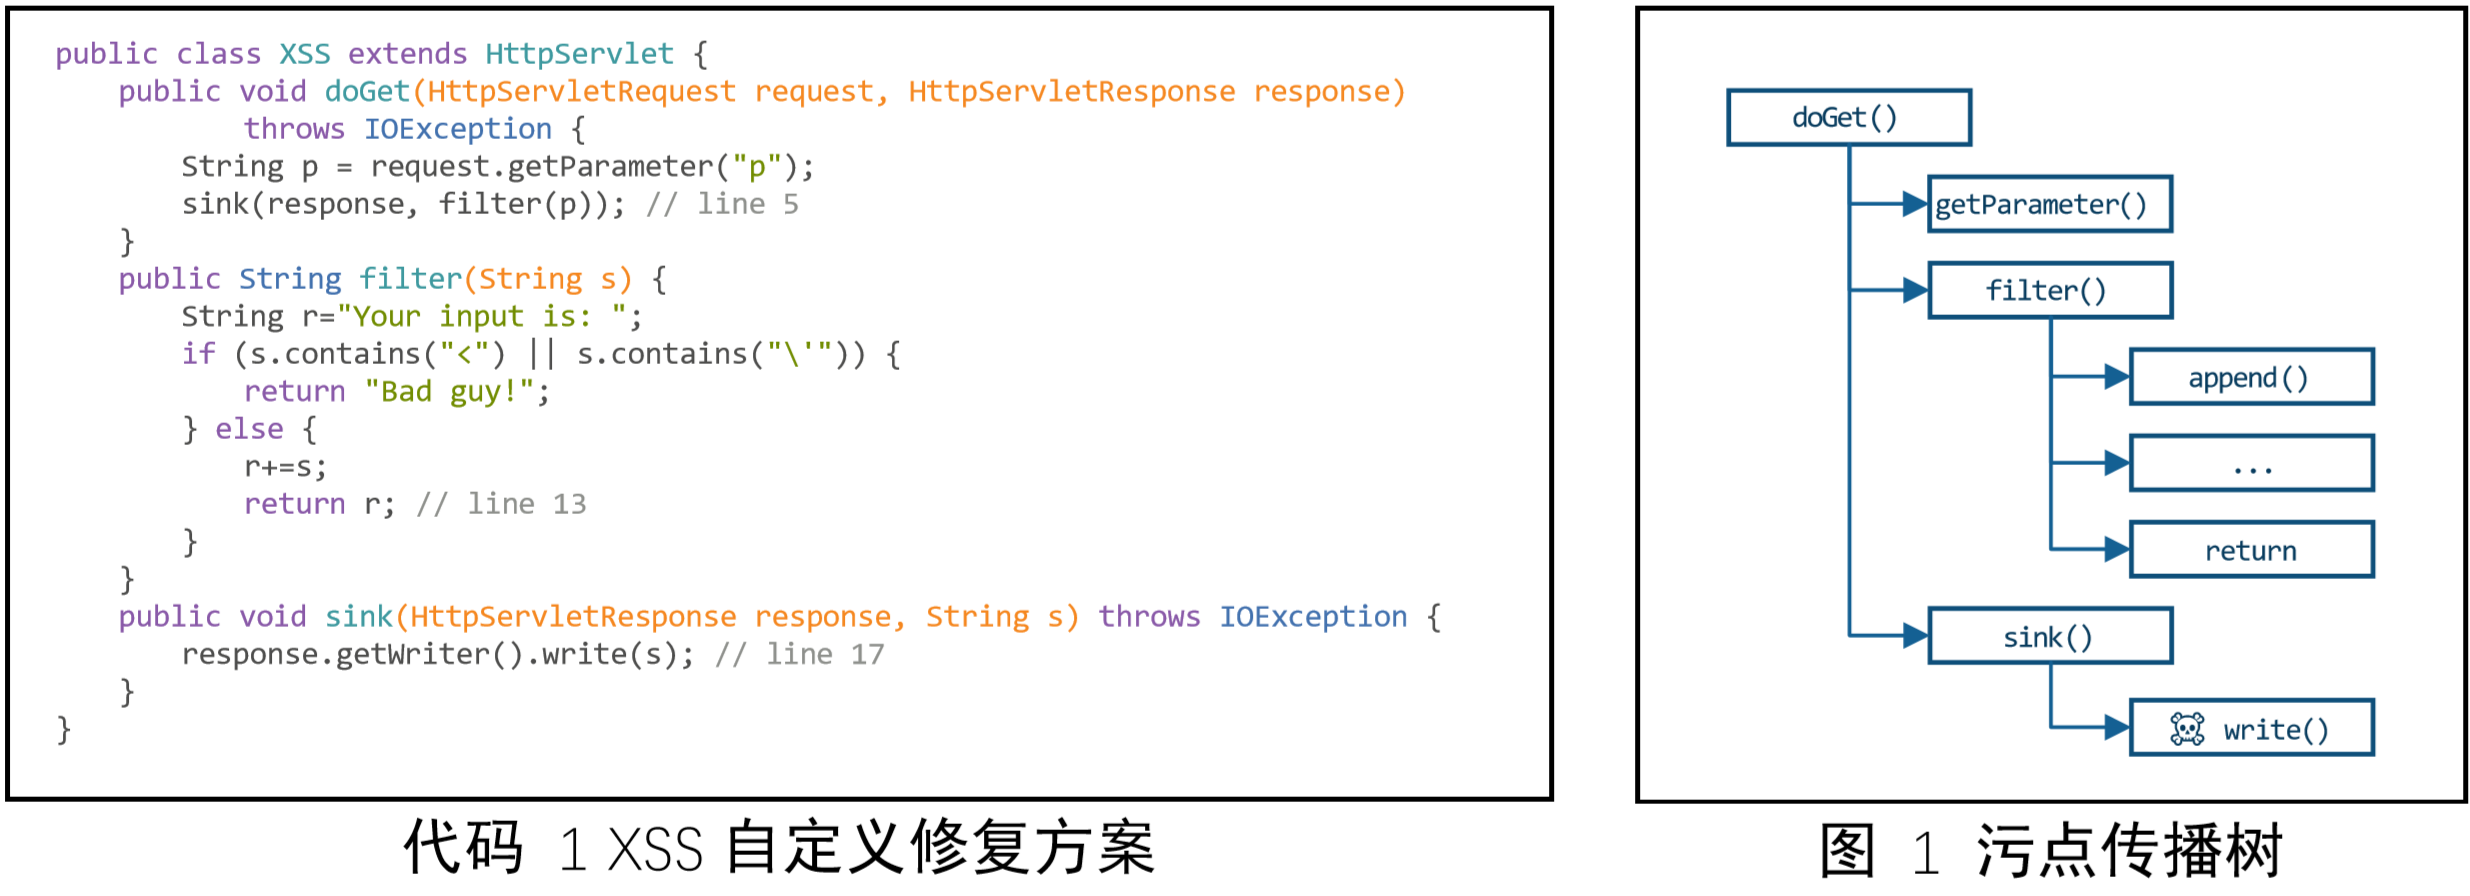 public class XSS extends HttpServlet {
public void doGet(HttpServletRequest request, HttpServletResponse response)
throws IOException {
String p = request.getParameter("p");
sink(response, filter(p)); // line 5
}
public String filter(String s) {
String r="Your input is: ";
if (s.contains("<") || s.contains("\'")) {
return "Bad guy!";
} else {
r+=s;
return r; // line 13
}
}
public void sink(HttpServletResponse response, String s) throws IOException {
response.getWriter().write(s); // line 17
}
}
代码 1 XSS 自定义修复方案
doGet()
getParameter()
filter()
append()
...
return
sink()
write()
图 1 污点传播树